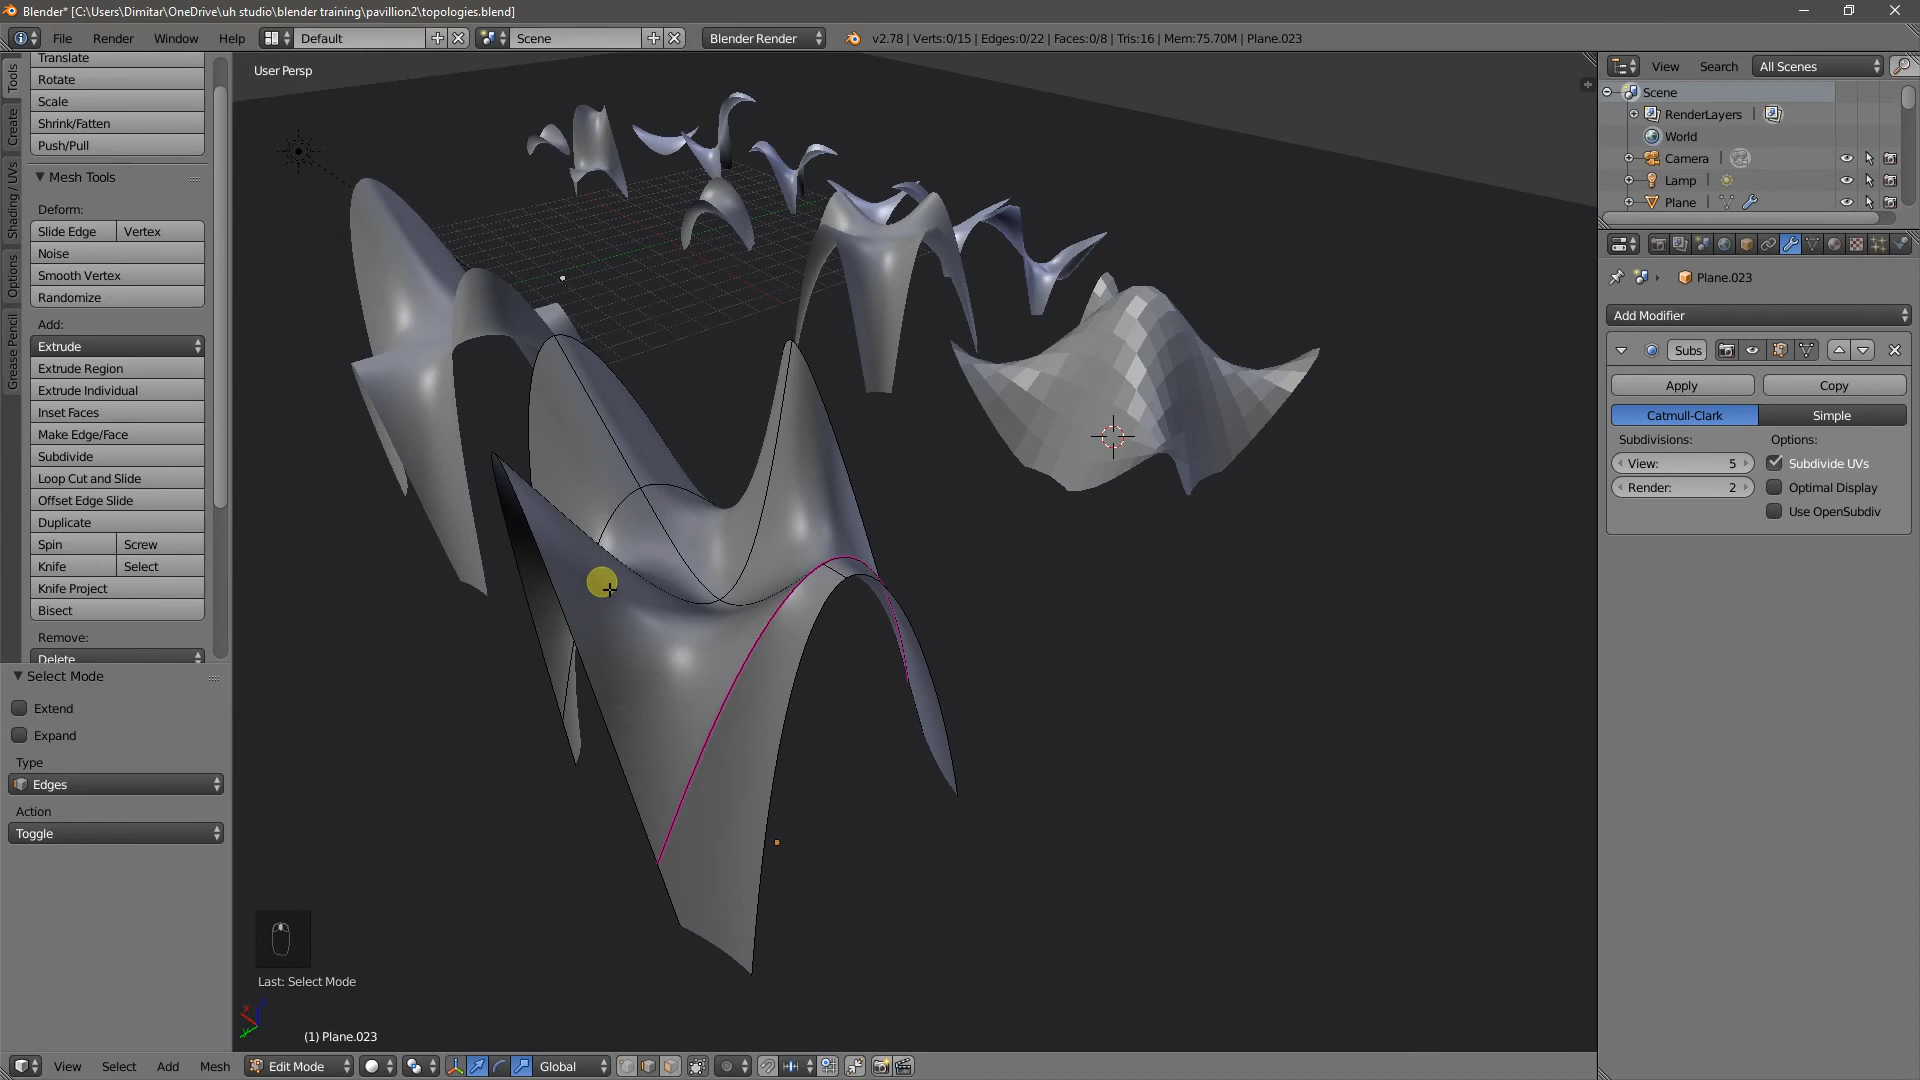 Blender* [C:\Users\Dimitar\OneDrive\uh studio\blender training\pavillion2\topologies.blend]
File Render Window Help Default Scene Blender Render v2.78 | Verts:0/15 | Edges:0/22 | Faces:0/8 | Tris:16 | Mem:75.70M | Plane.023
Tools
Create
Shading / UVs
Options
Grease Pencil
Translate
Rotate
Scale
Shrink/Fatten
Push/Pull
Mesh Tools
Deform:
Slide Edge Vertex
Noise
Smooth Vertex
Randomize
Add:
Extrude
Extrude Region
Extrude Individual
Inset Faces
Make Edge/Face
Subdivide
Loop Cut and Slide
Offset Edge Slide
Duplicate
Spin Screw
Knife Select
Knife Project
Bisect
Remove:
Delete
Select Mode
Extend
Expand
Type
Edges
Action
Toggle
User Persp
Last: Select Mode
(1) Plane.023
View Select Add Mesh Edit Mode Global
View Search All Scenes
Scene
RenderLayers |
World
Camera |
Lamp |
Plane |
Plane.023
Add Modifier
Subs
Apply Copy
Catmull-Clark Simple
Subdivisions: Options:
View: 5 Subdivide UVs
Render: 2 Optimal Display
Use OpenSubdiv